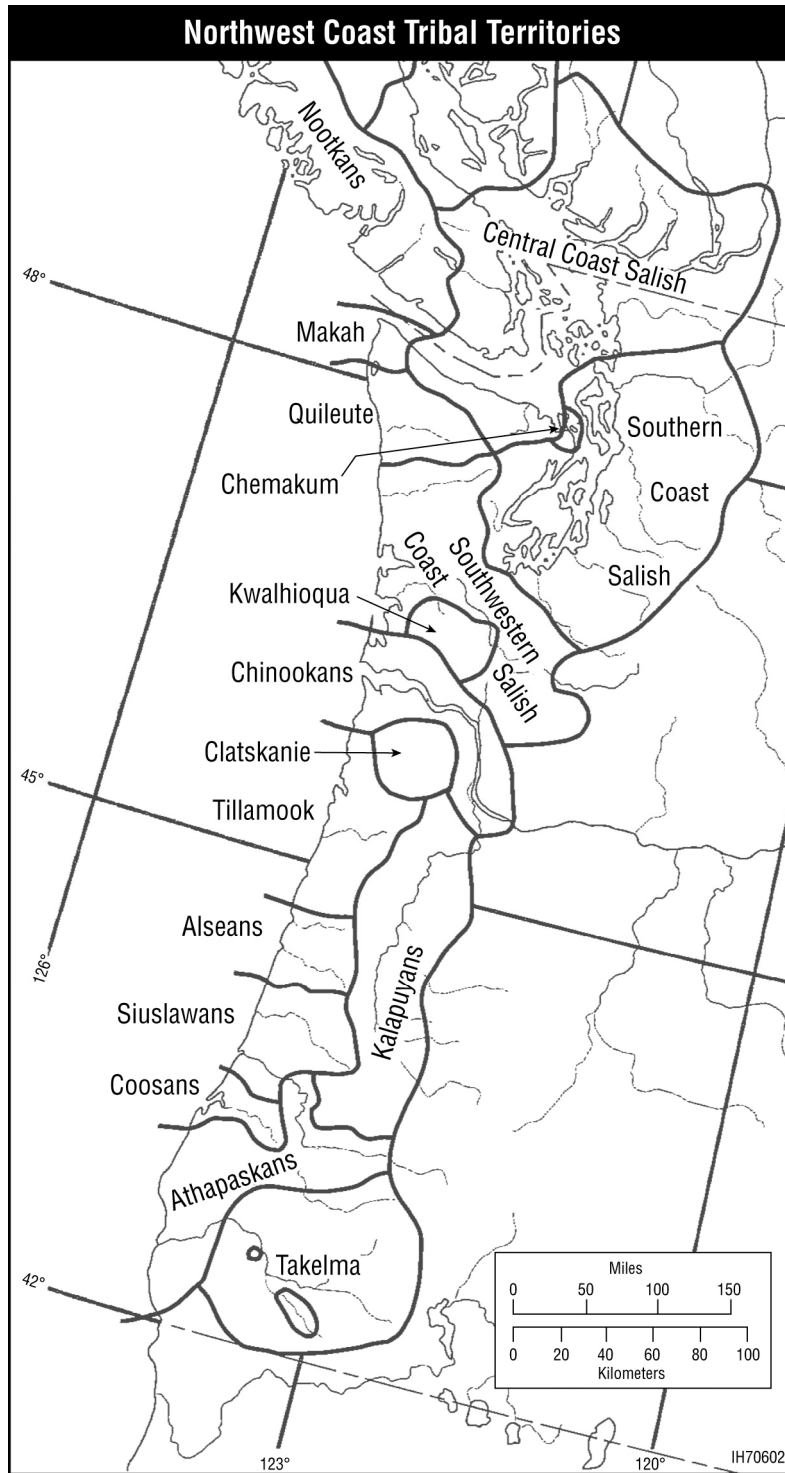 Northwest Coast Tribal Territories
Nootkans
Central Coast Salish
48°
Makah
Quileute
Southern
Chemakum
Coast
Coast
Southwestern
Salish
Kwalhioqua
Chinookans
Salish
Clatskanie
45°
Tillamook
Alseans
126°
Kalapuyans
Siuslawans
Coosans
Athapaskans
Takelma
42°
Miles
0 50 100 150
0 20 40 60 80 100
Kilometers
123°
120°
IH70602